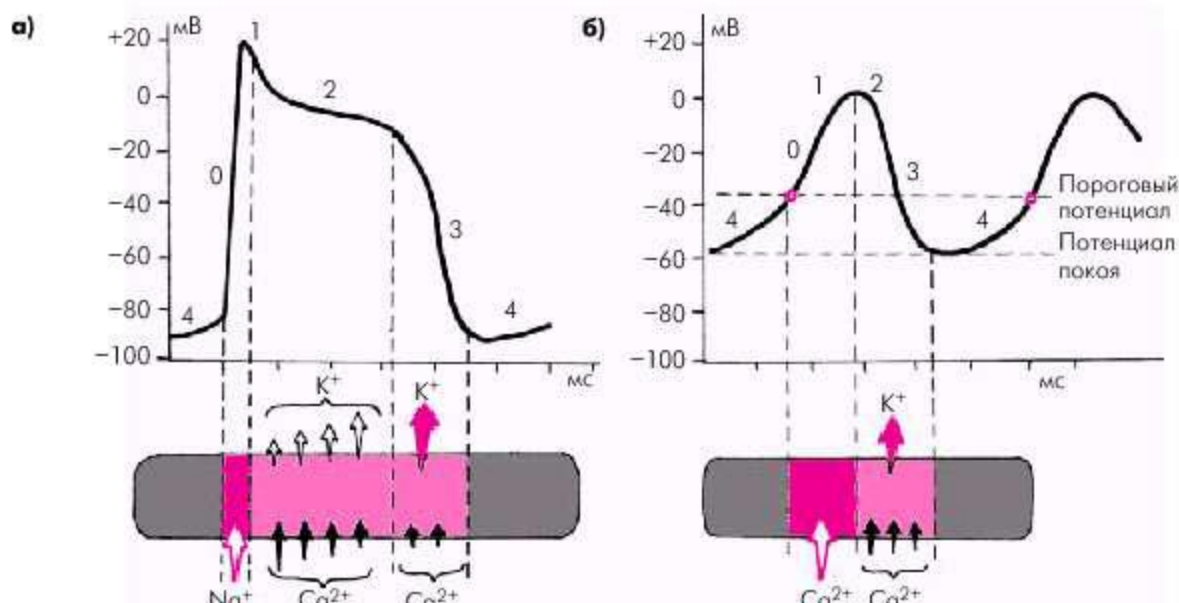 а)
мВ
+20
0
−20
−40
−60
−80
−100
0
1
2
3
4
4
мс
K⁺
K⁺
Na⁺
Ca²⁺
Ca²⁺
б)
мВ
+20
0
−20
−40
−60
−80
−100
4
0
1
2
3
4
Пороговый
потенциал
Потенциал
покоя
мс
K⁺
Ca²⁺
Ca²⁺